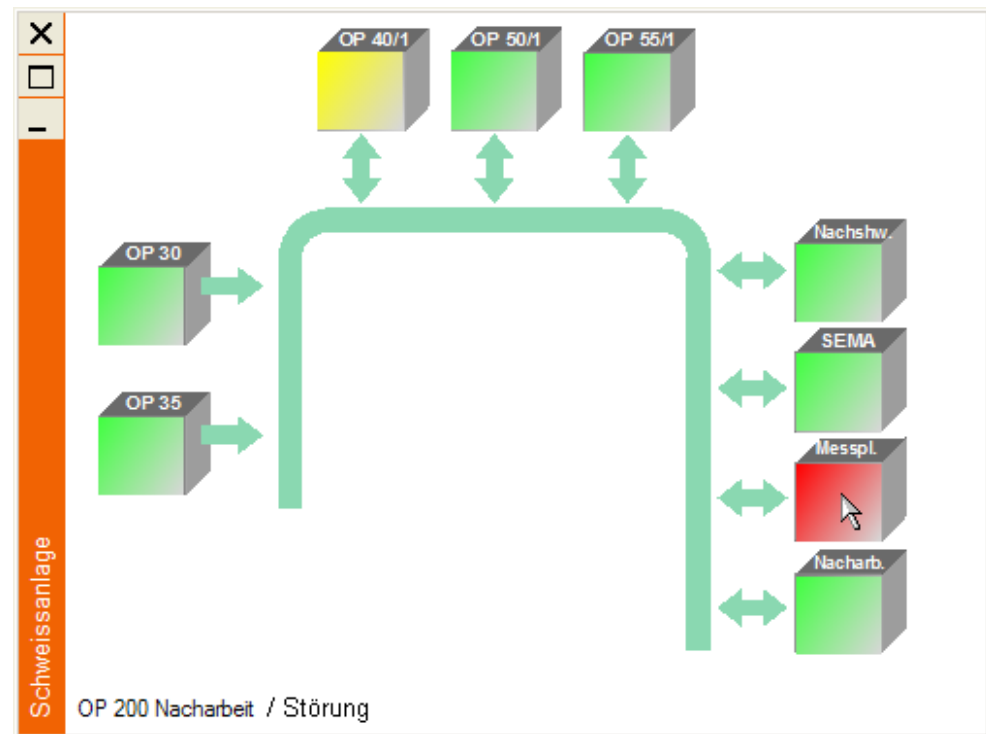 OP 40/1
OP 50/1
OP 55/1
OP 30
OP 35
Nachshw.
SEMA
Messpl.
Nacharb.
Schweissanlage
OP 200 Nacharbeit / Störung